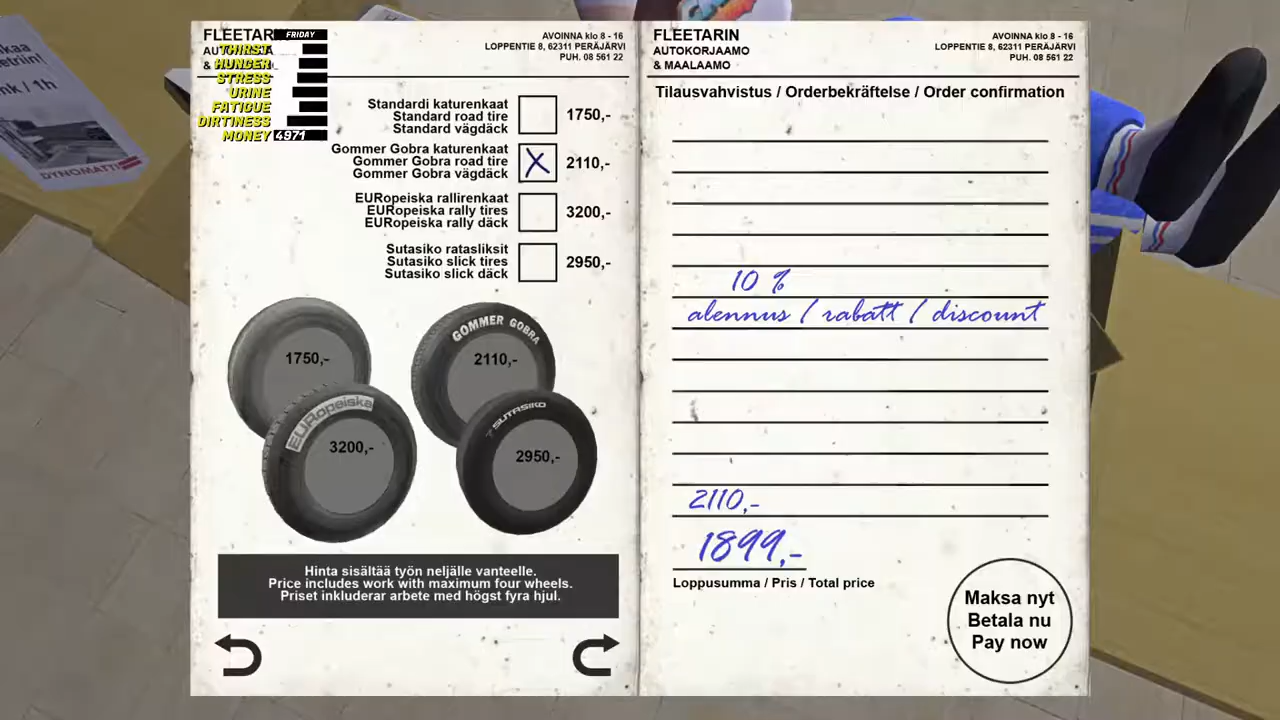 nkaa
etriin!
nk / 1h
DYNOMATTI
FRIDAY
THIRST
HUNGER
STRESS
URINE
FATIGUE
DIRTINESS
MONEY 4971
FLEETAR
&
AVOINNA klo 8 - 16
LOPPENTIE 8, 62311 PERÄJÄRVI
PUH. 08 561 22
Standardi katurenkaat
Standard road tire
Standard vägdäck
1750,-
Gommer Gobra katurenkaat
Gommer Gobra road tire
Gommer Gobra vägdäck
X
2110,-
EURopeiska rallirenkaat
EURopeiska rally tires
EURopeiska rally däck
3200,-
Sutasiko ratasliksit
Sutasiko slick tires
Sutasiko slick däck
2950,-
1750,-
GOMMER GOBRA
2110,-
EURopeiska
3200,-
SUTASIKO
2950,-
Hinta sisältää työn neljälle vanteelle.
Price includes work with maximum four wheels.
Priset inkluderar arbete med högst fyra hjul.
FLEETARIN
AUTOKORJAAMO
& MAALAAMO
AVOINNA klo 8 - 16
LOPPENTIE 8, 62311 PERÄJÄRVI
PUH. 08 561 22
Tilausvahvistus / Orderbekräftelse / Order confirmation
10 %
alennus / rabatt / discount
2110,-
1899,-
Loppusumma / Pris / Total price
Maksa nyt
Betala nu
Pay now